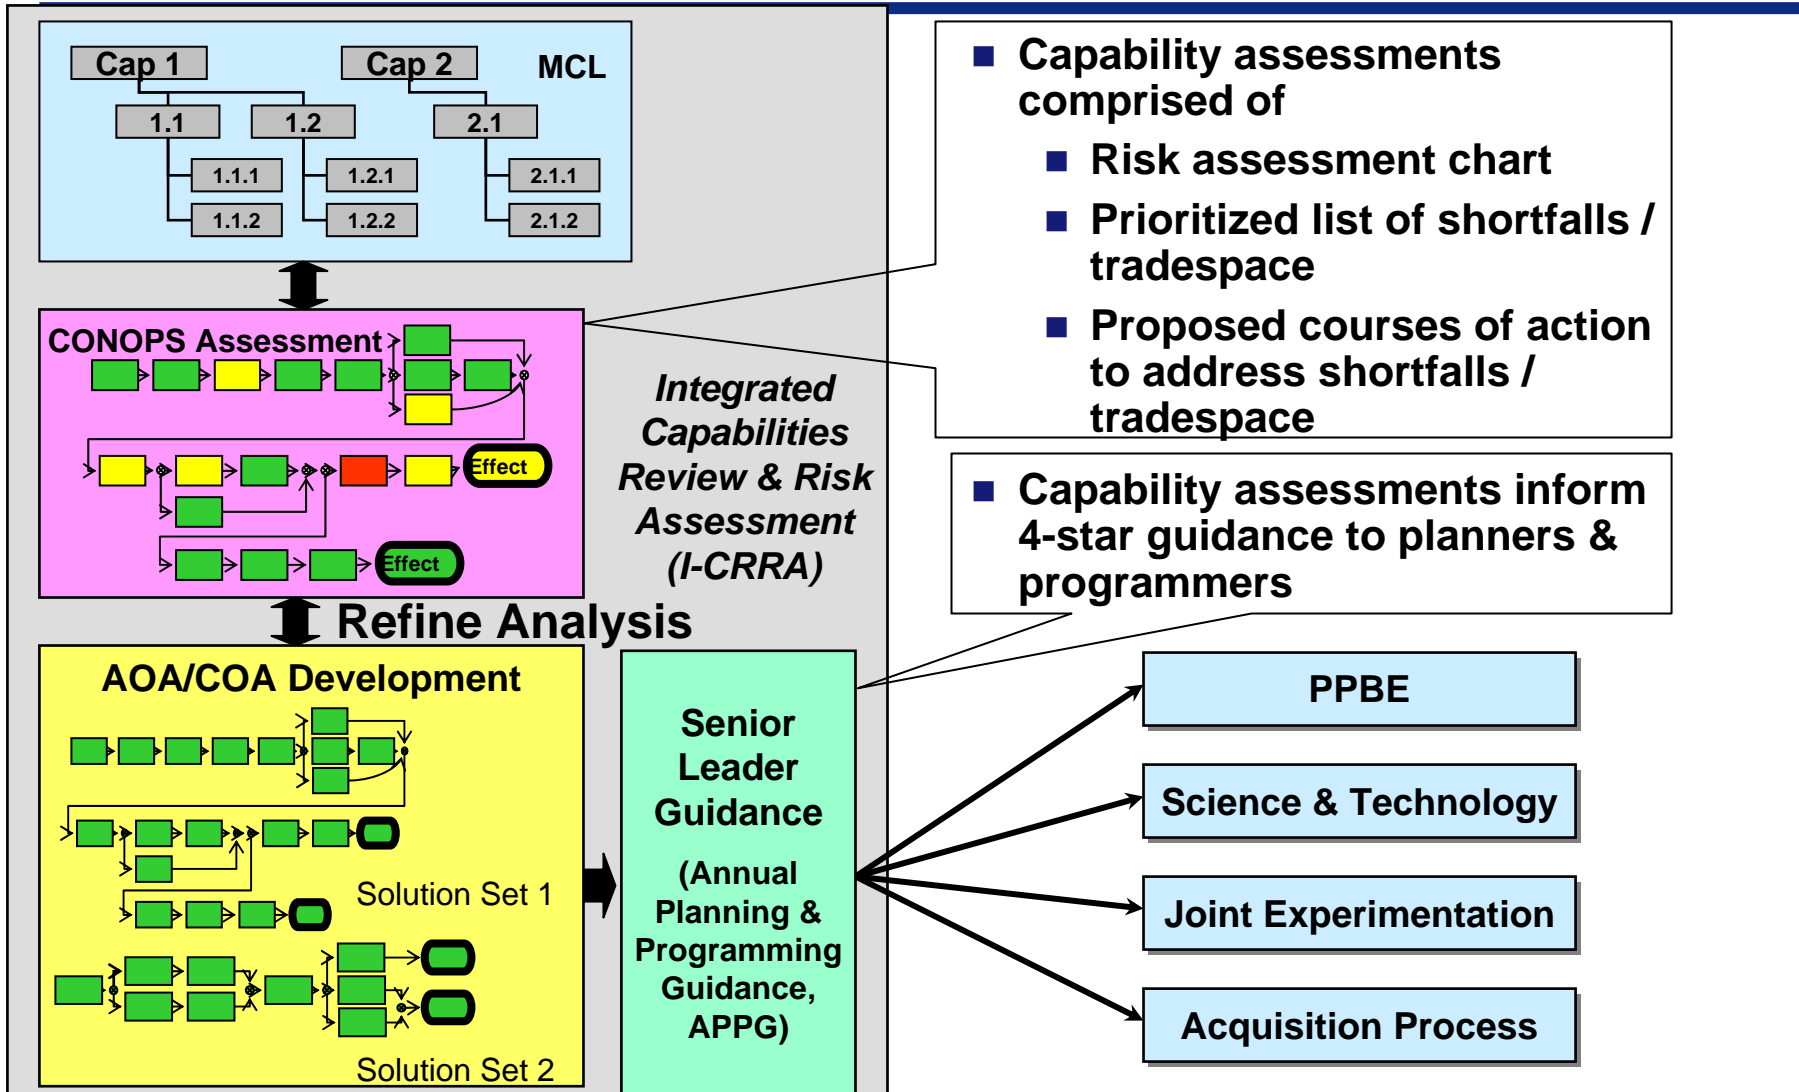 Cap 1
Cap 2
MCL
1.1
1.2
2.1
1.1.1
1.2.1
2.1.1
1.1.2
1.2.2
2.1.2
CONOPS Assessment
Effect
Effect
Integrated
Capabilities
Review & Risk
Assessment
(I-CRRA)
Refine Analysis
AOA/COA Development
Solution Set 1
Solution Set 2
Senior
Leader
Guidance
(Annual
Planning &
Programming
Guidance,
APPG)
■ Capability assessments
comprised of
■ Risk assessment chart
■ Prioritized list of shortfalls /
tradespace
■ Proposed courses of action
to address shortfalls /
tradespace
■ Capability assessments inform
4-star guidance to planners &
programmers
PPBE
Science & Technology
Joint Experimentation
Acquisition Process